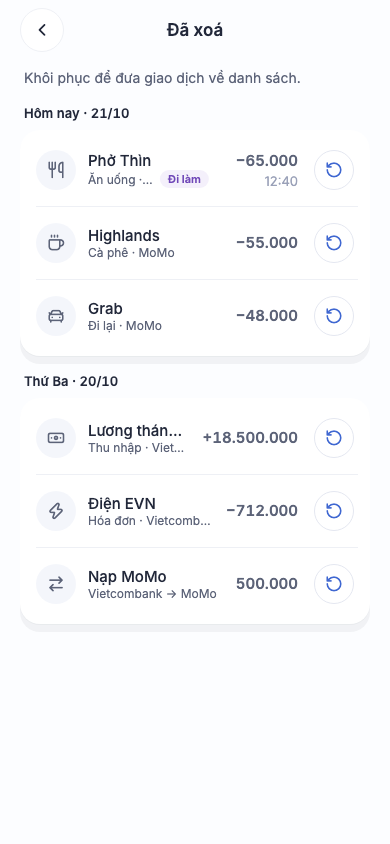 Đã xoá
Khôi phục để đưa giao dịch về danh sách.
Hôm nay · 21/10
Phở Thìn
−65.000
Ăn uống ·...
Đi làm
12:40
Highlands
−55.000
Cà phê · MoMo
Grab
−48.000
Đi lại · MoMo
Thứ Ba · 20/10
Lương thán...
+18.500.000
Thu nhập · Viet...
Điện EVN
−712.000
Hóa đơn · Vietcomb...
Nạp MoMo
500.000
Vietcombank → MoMo